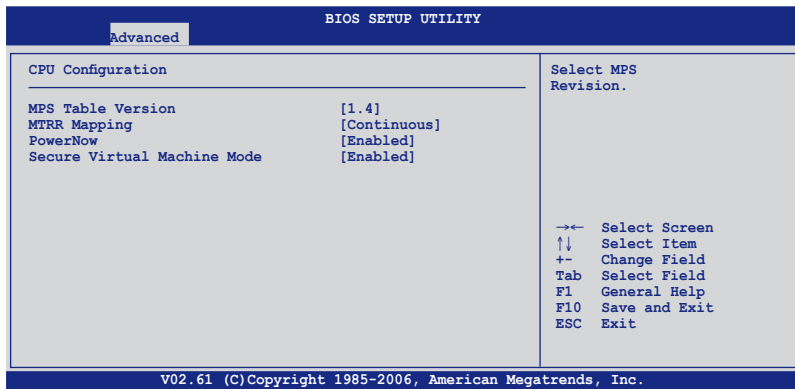 BIOS SETUP UTILITY
Advanced
CPU Configuration
MPS Table Version [1.4]
MTRR Mapping [Continuous]
PowerNow [Enabled]
Secure Virtual Machine Mode [Enabled]
Select MPS
Revision.
→← Select Screen
↑↓ Select Item
+- Change Field
Tab Select Field
F1 General Help
F10 Save and Exit
ESC Exit
V02.61 (C)Copyright 1985-2006, American Megatrends, Inc.